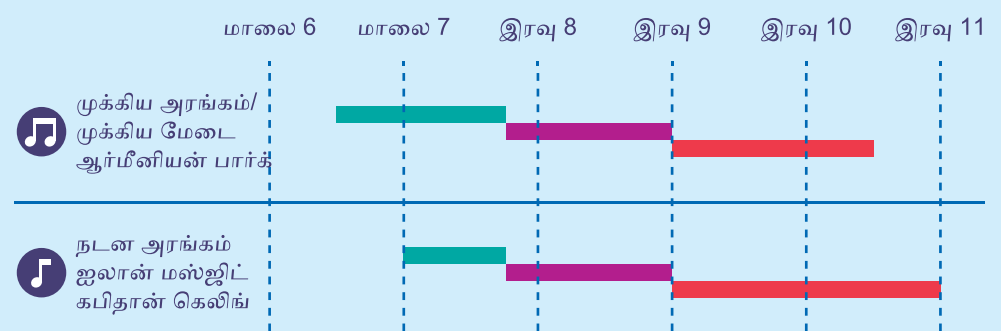 மாலை 6 மாலை 7 இரவு 8 இரவு 9 இரவு 10 இரவு 11
முக்கிய அரங்கம்/
முக்கிய மேடை
ஆர்மீனியன் பார்க்
நடன அரங்கம்
ஜலான் மஸ்ஜிட்
கபிதான் கெலிங்